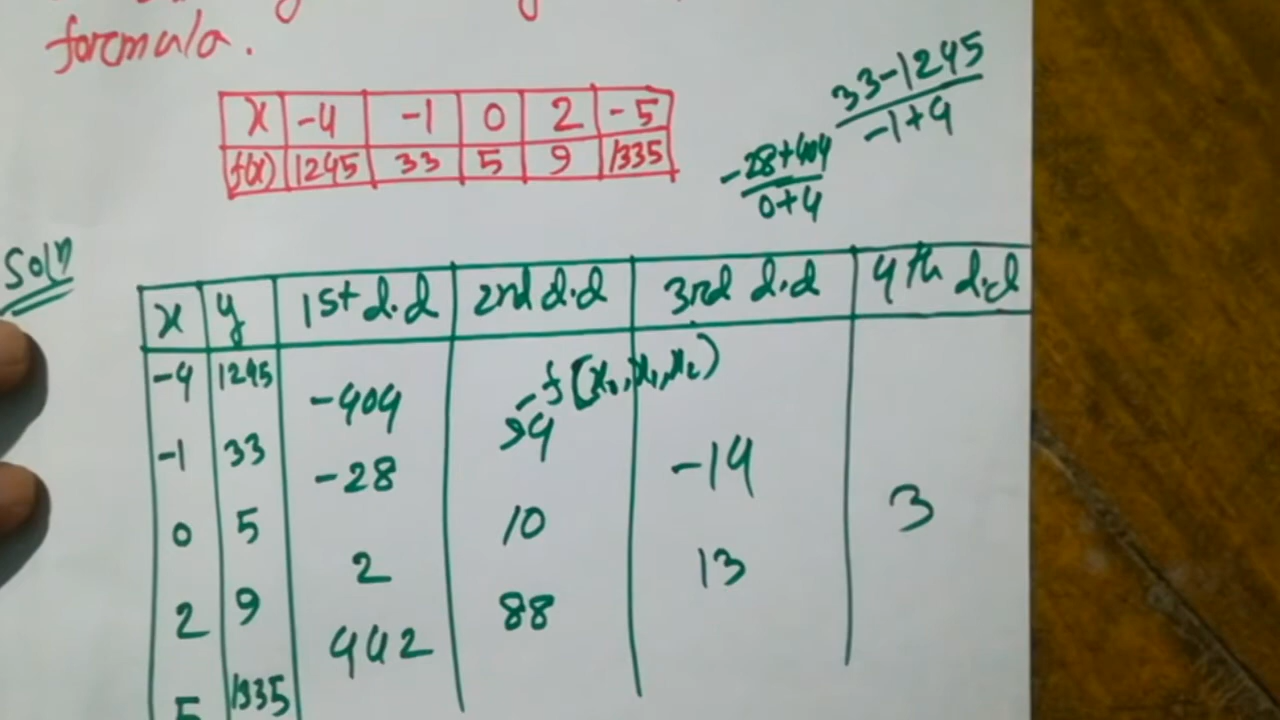 formula.
x -4 -1 0 2 -5
f(x) 1245 33 5 9 1335
33-1245
-1+4
-28+404
0+4
Soln
x y 1st d.d 2nd d.d 3rd d.d 4th d.d
-4 1245
-404 94 f(x₀,x₁,x₂)
-1 33
-28 -14
0 5 10 3
2 13
2 9 88
442
5 1335